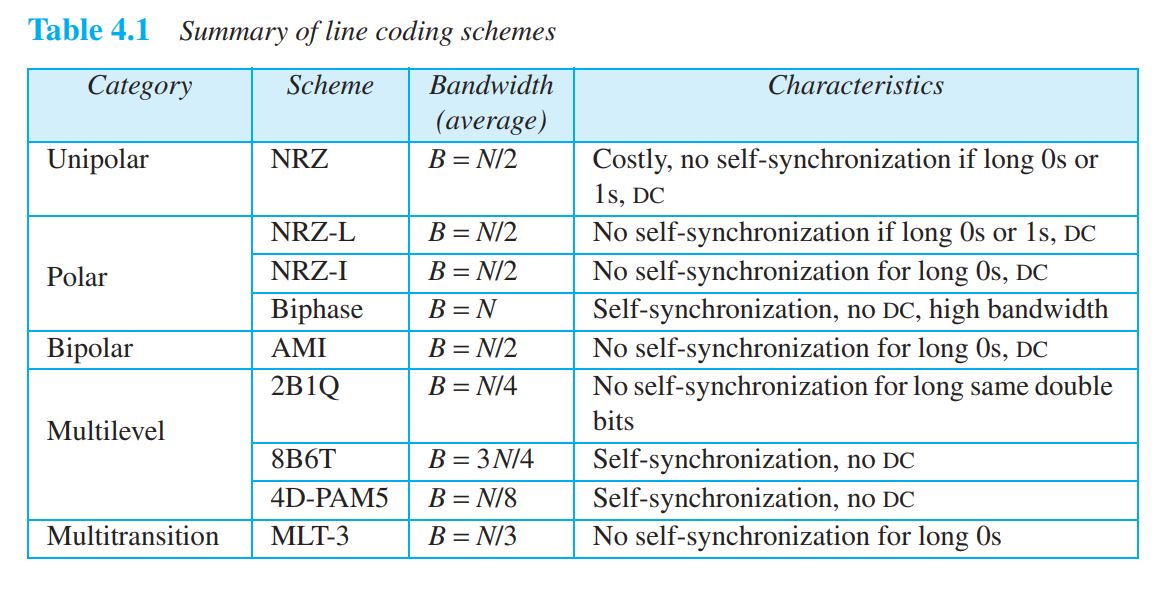 Table 4.1 Summary of line coding schemes
Category Scheme Bandwidth (average) Characteristics
Unipolar NRZ B = N/2 Costly, no self-synchronization if long 0s or
1s, DC
Polar NRZ-L B = N/2 No self-synchronization if long 0s or 1s, DC
NRZ-I B = N/2 No self-synchronization for long 0s, DC
Biphase B = N Self-synchronization, no DC, high bandwidth
Bipolar AMI B = N/2 No self-synchronization for long 0s, DC
Multilevel 2B1Q B = N/4 No self-synchronization for long same double
bits
8B6T B = 3N/4 Self-synchronization, no DC
4D-PAM5 B = N/8 Self-synchronization, no DC
Multitransition MLT-3 B = N/3 No self-synchronization for long 0s